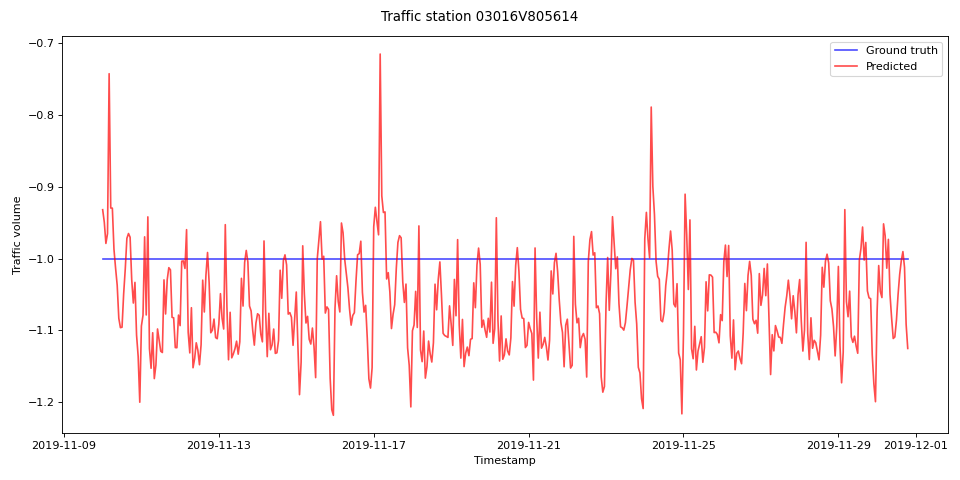 Traffic station 03016V805614
Ground truth
Predicted
Traffic volume
−0.7
−0.8
−0.9
−1.0
−1.1
−1.2
2019-11-09
2019-11-13
2019-11-17
2019-11-21
2019-11-25
2019-11-29
2019-12-01
Timestamp